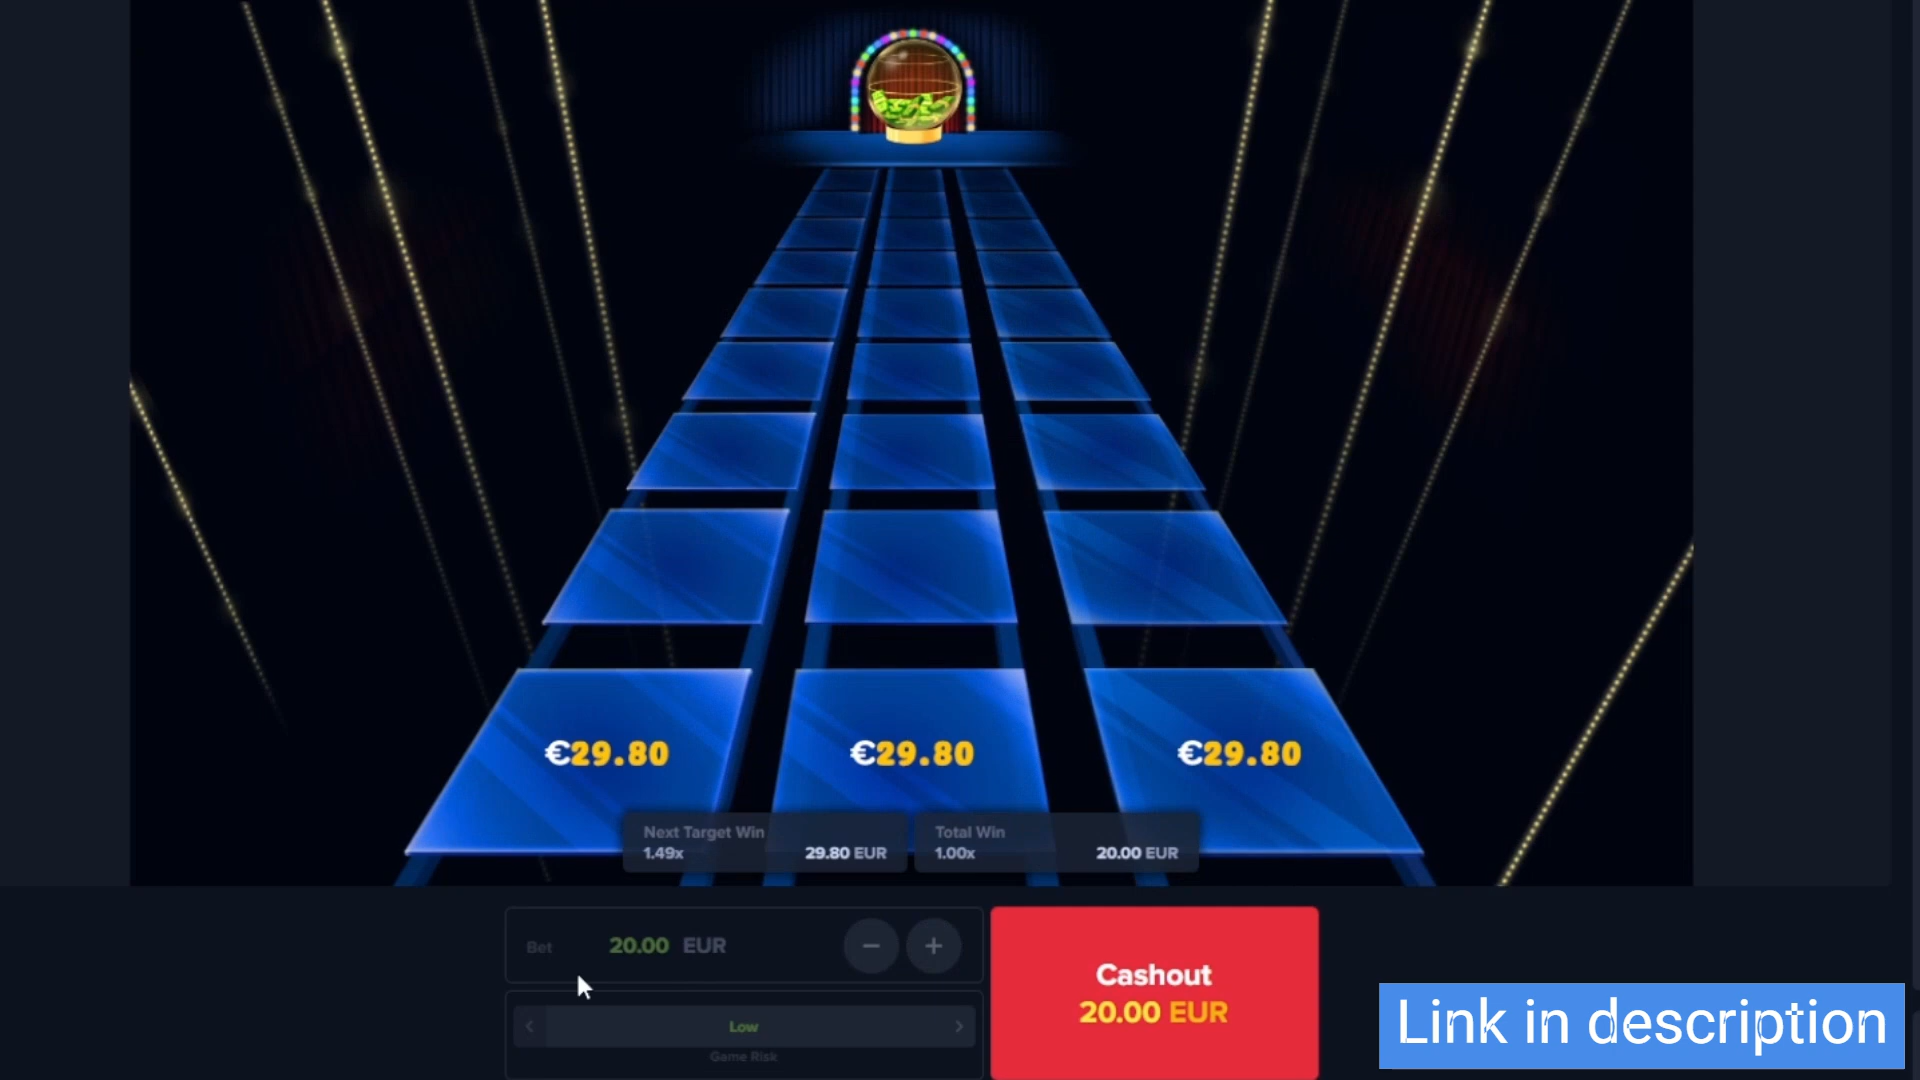 €29.80 €29.80 €29.80
Next Target Win Total Win
1.49x 29.80 EUR 1.00x 20.00 EUR
Bet 20.00 EUR − +
Cashout
20.00 EUR
Low
Game Risk
Link in description